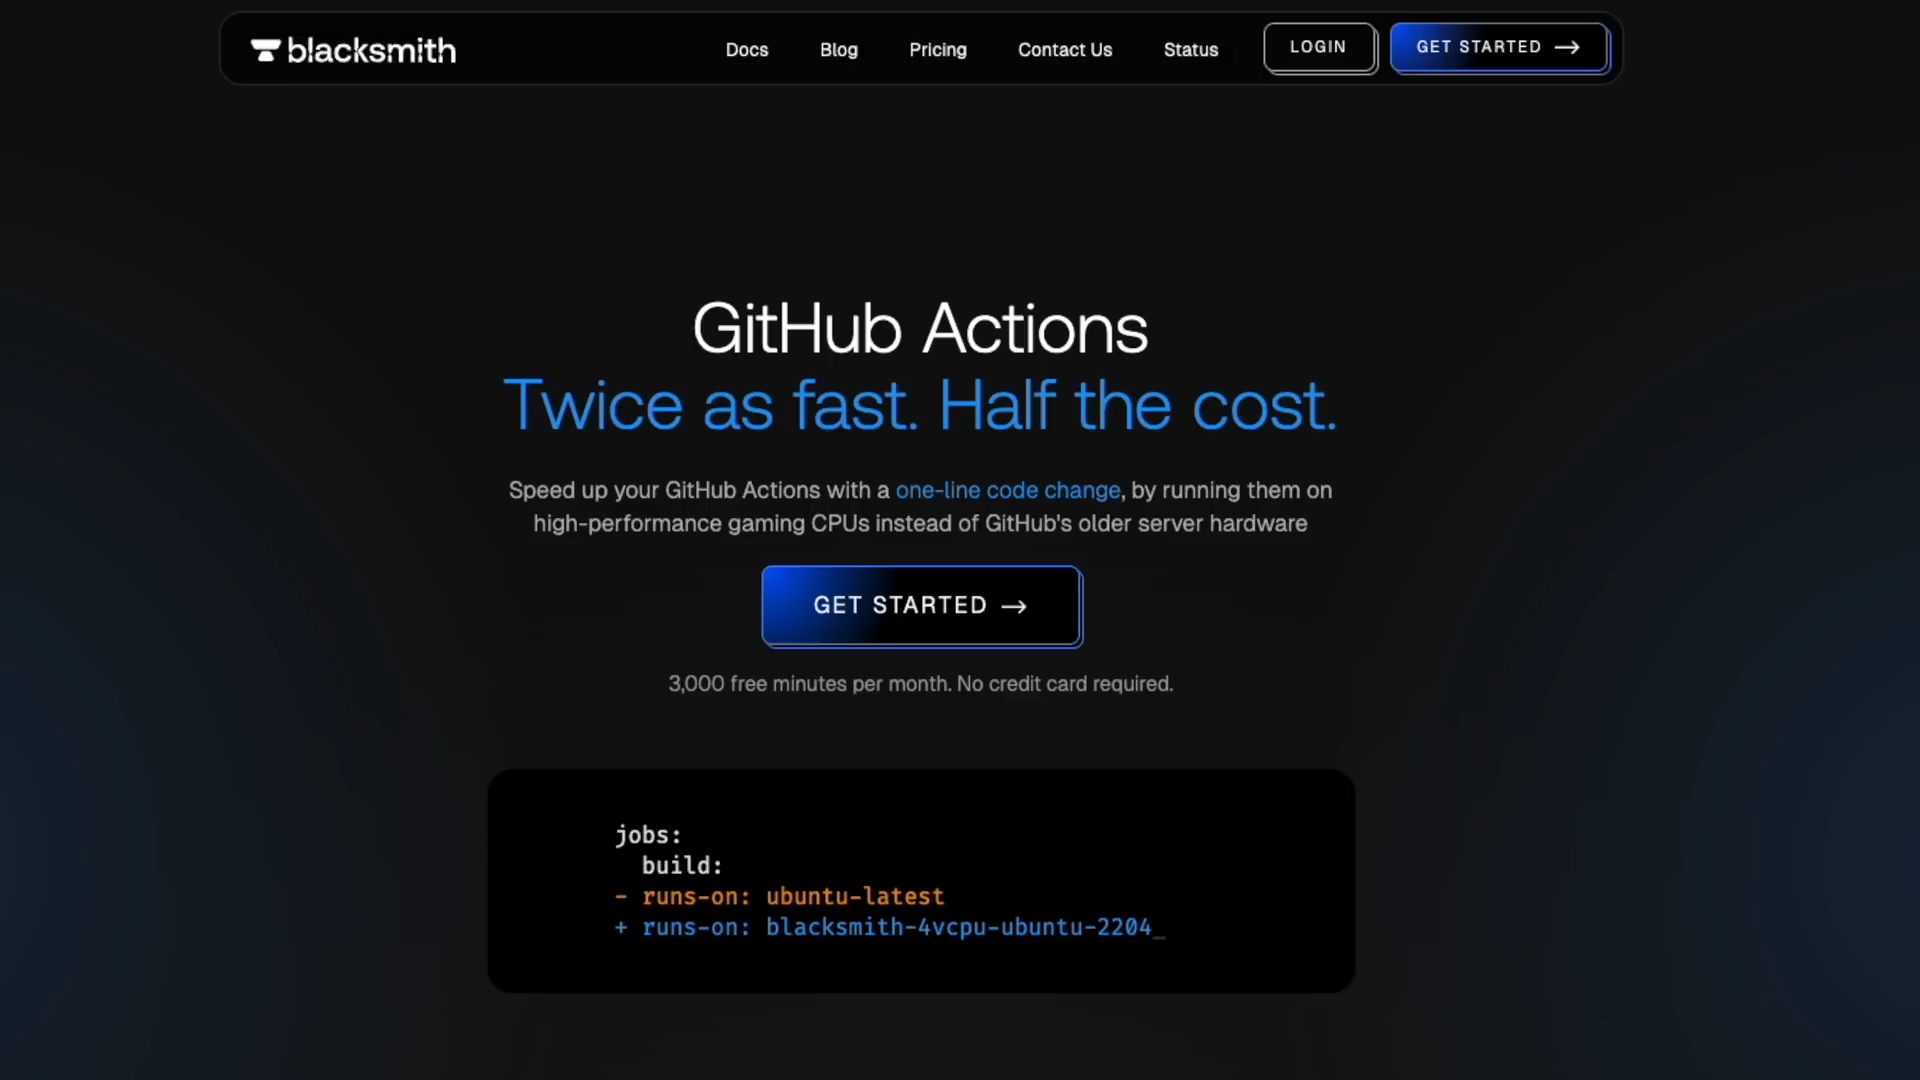 blacksmith
Docs
Blog
Pricing
Contact Us
Status
LOGIN
GET STARTED →
GitHub Actions
Twice as fast. Half the cost.
Speed up your GitHub Actions with a one-line code change, by running them on
high-performance gaming CPUs instead of GitHub's older server hardware
GET STARTED →
3,000 free minutes per month. No credit card required.
jobs:
  build:
- runs-on: ubuntu-latest
+ runs-on: blacksmith-4vcpu-ubuntu-2204_